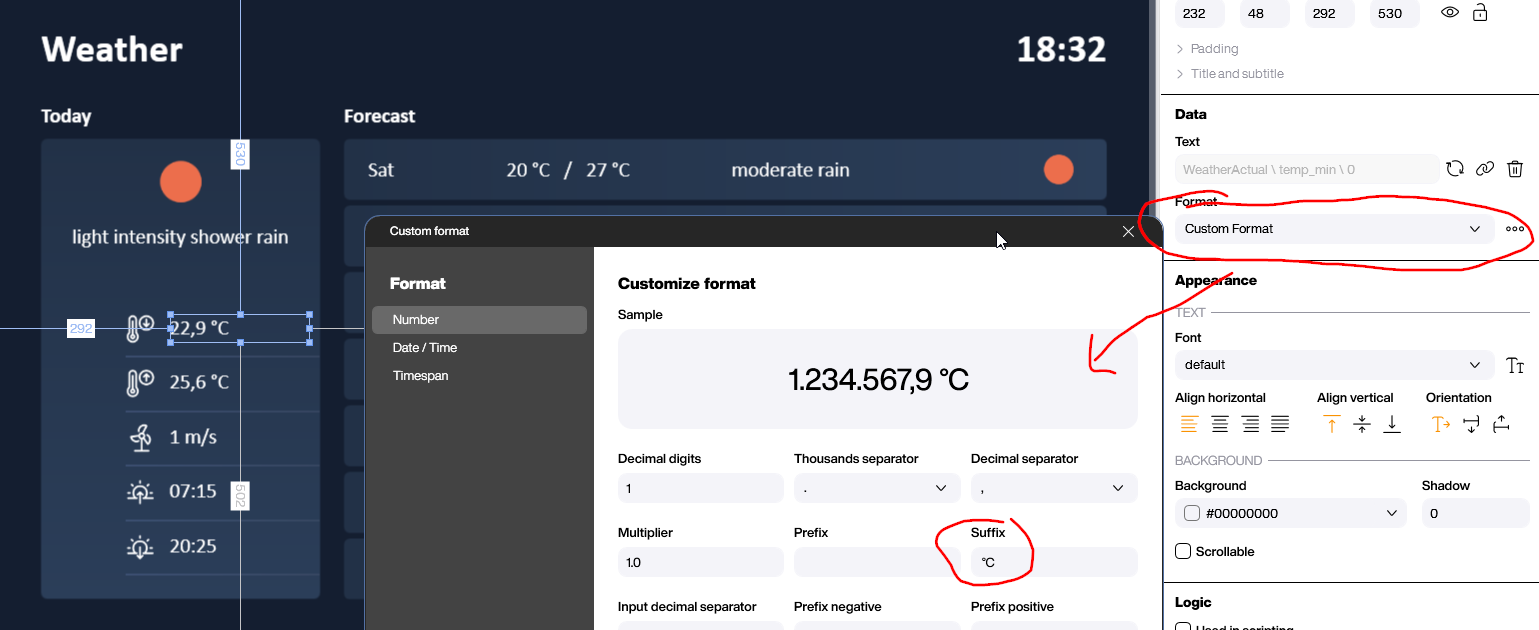 Weather
18:32
Today
Forecast
530
light intensity shower rain
Sat
20 °C / 27 °C
moderate rain
292
22,9 °C
25,6 °C
1 m/s
07:15
502
20:25
Custom format
Format
Number
Date / Time
Timespan
Customize format
Sample
1.234.567,9 °C
Decimal digits
Thousands separator
Decimal separator
1
.
,
Multiplier
Prefix
Suffix
1.0
°C
Input decimal separator
Prefix negative
Prefix positive
232
48
292
530
Padding
Title and subtitle
Data
Text
WeatherActual \ temp_min \ 0
Format
Custom Format
Appearance
TEXT
Font
default
Align horizontal
Align vertical
Orientation
BACKGROUND
Background
Shadow
#00000000
0
Scrollable
Logic
Used in scripting